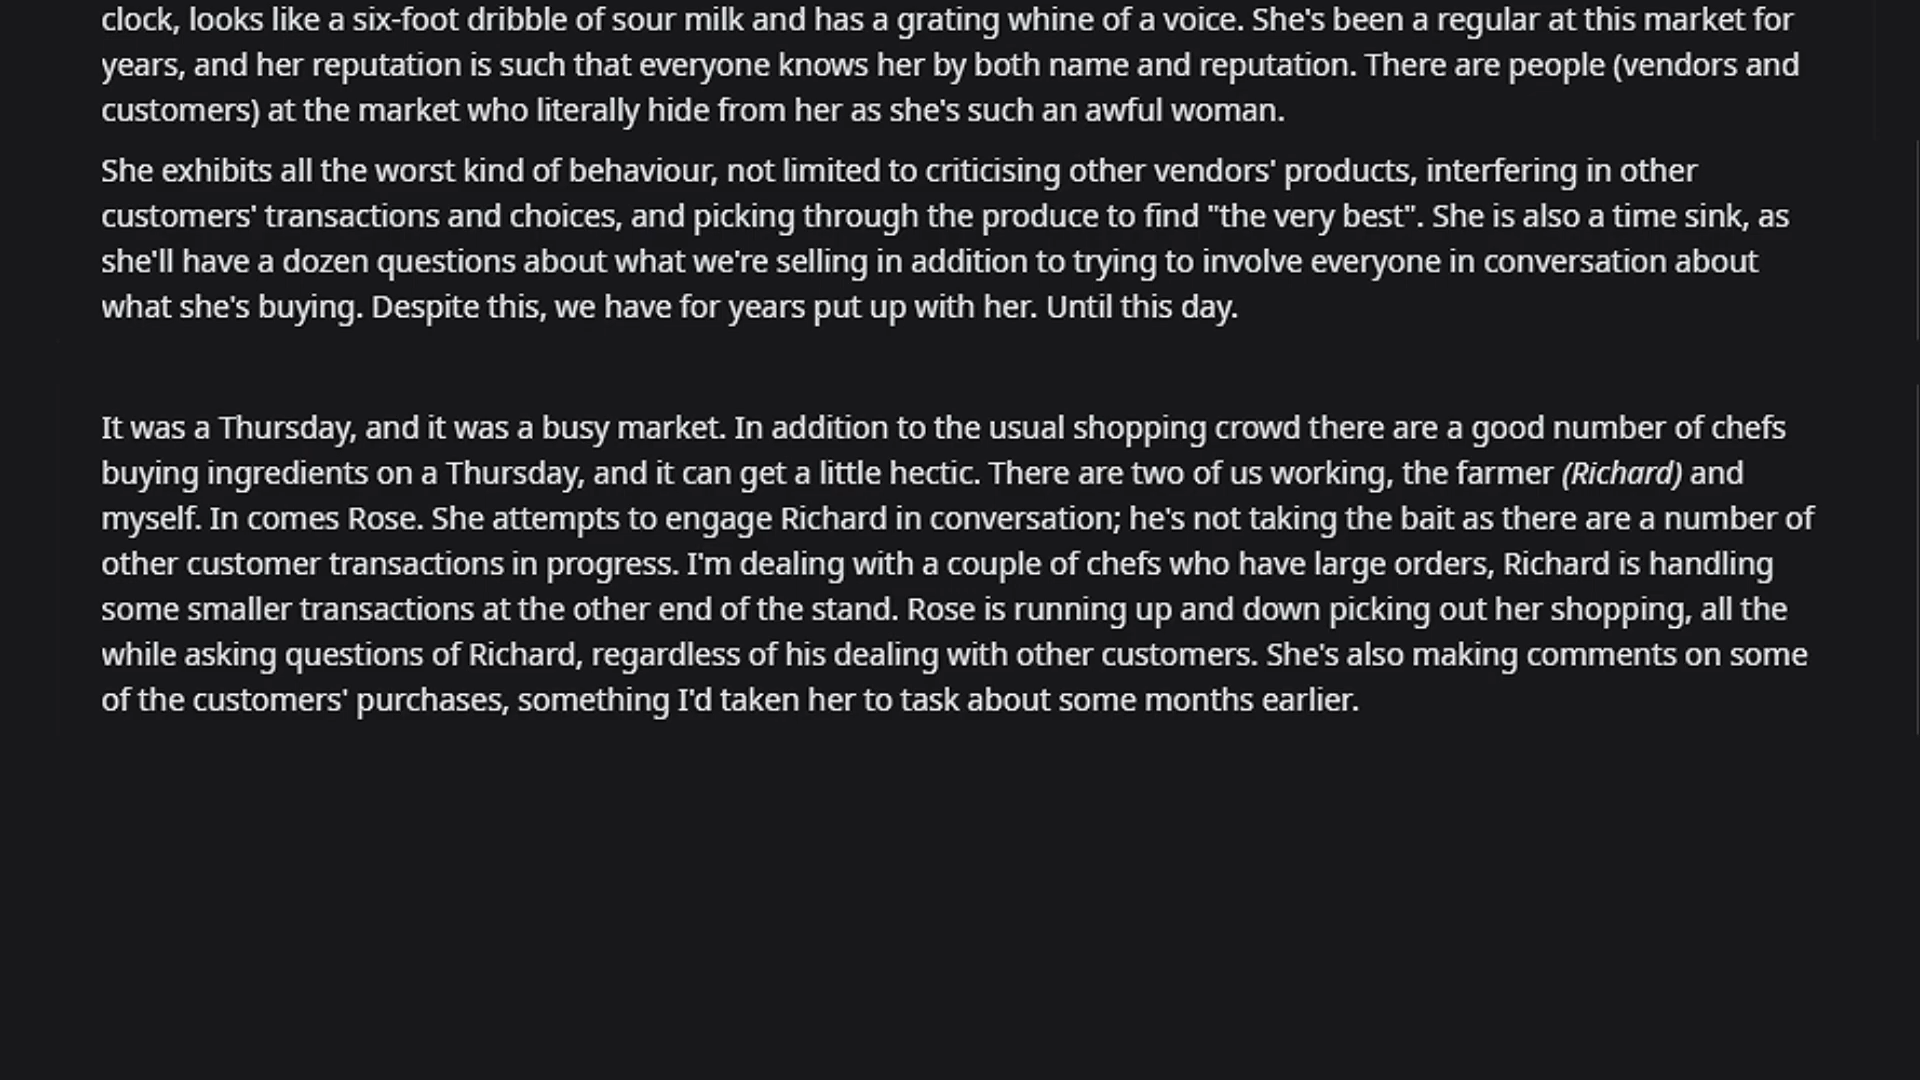 clock, looks like a six-foot dribble of sour milk and has a grating whine of a voice. She's been a regular at this market for
years, and her reputation is such that everyone knows her by both name and reputation. There are people (vendors and
customers) at the market who literally hide from her as she's such an awful woman.
She exhibits all the worst kind of behaviour, not limited to criticising other vendors' products, interfering in other
customers' transactions and choices, and picking through the produce to find "the very best". She is also a time sink, as
she'll have a dozen questions about what we're selling in addition to trying to involve everyone in conversation about
what she's buying. Despite this, we have for years put up with her. Until this day.
It was a Thursday, and it was a busy market. In addition to the usual shopping crowd there are a good number of chefs
buying ingredients on a Thursday, and it can get a little hectic. There are two of us working, the farmer (Richard) and
myself. In comes Rose. She attempts to engage Richard in conversation; he's not taking the bait as there are a number of
other customer transactions in progress. I'm dealing with a couple of chefs who have large orders, Richard is handling
some smaller transactions at the other end of the stand. Rose is running up and down picking out her shopping, all the
while asking questions of Richard, regardless of his dealing with other customers. She's also making comments on some
of the customers' purchases, something I'd taken her to task about some months earlier.